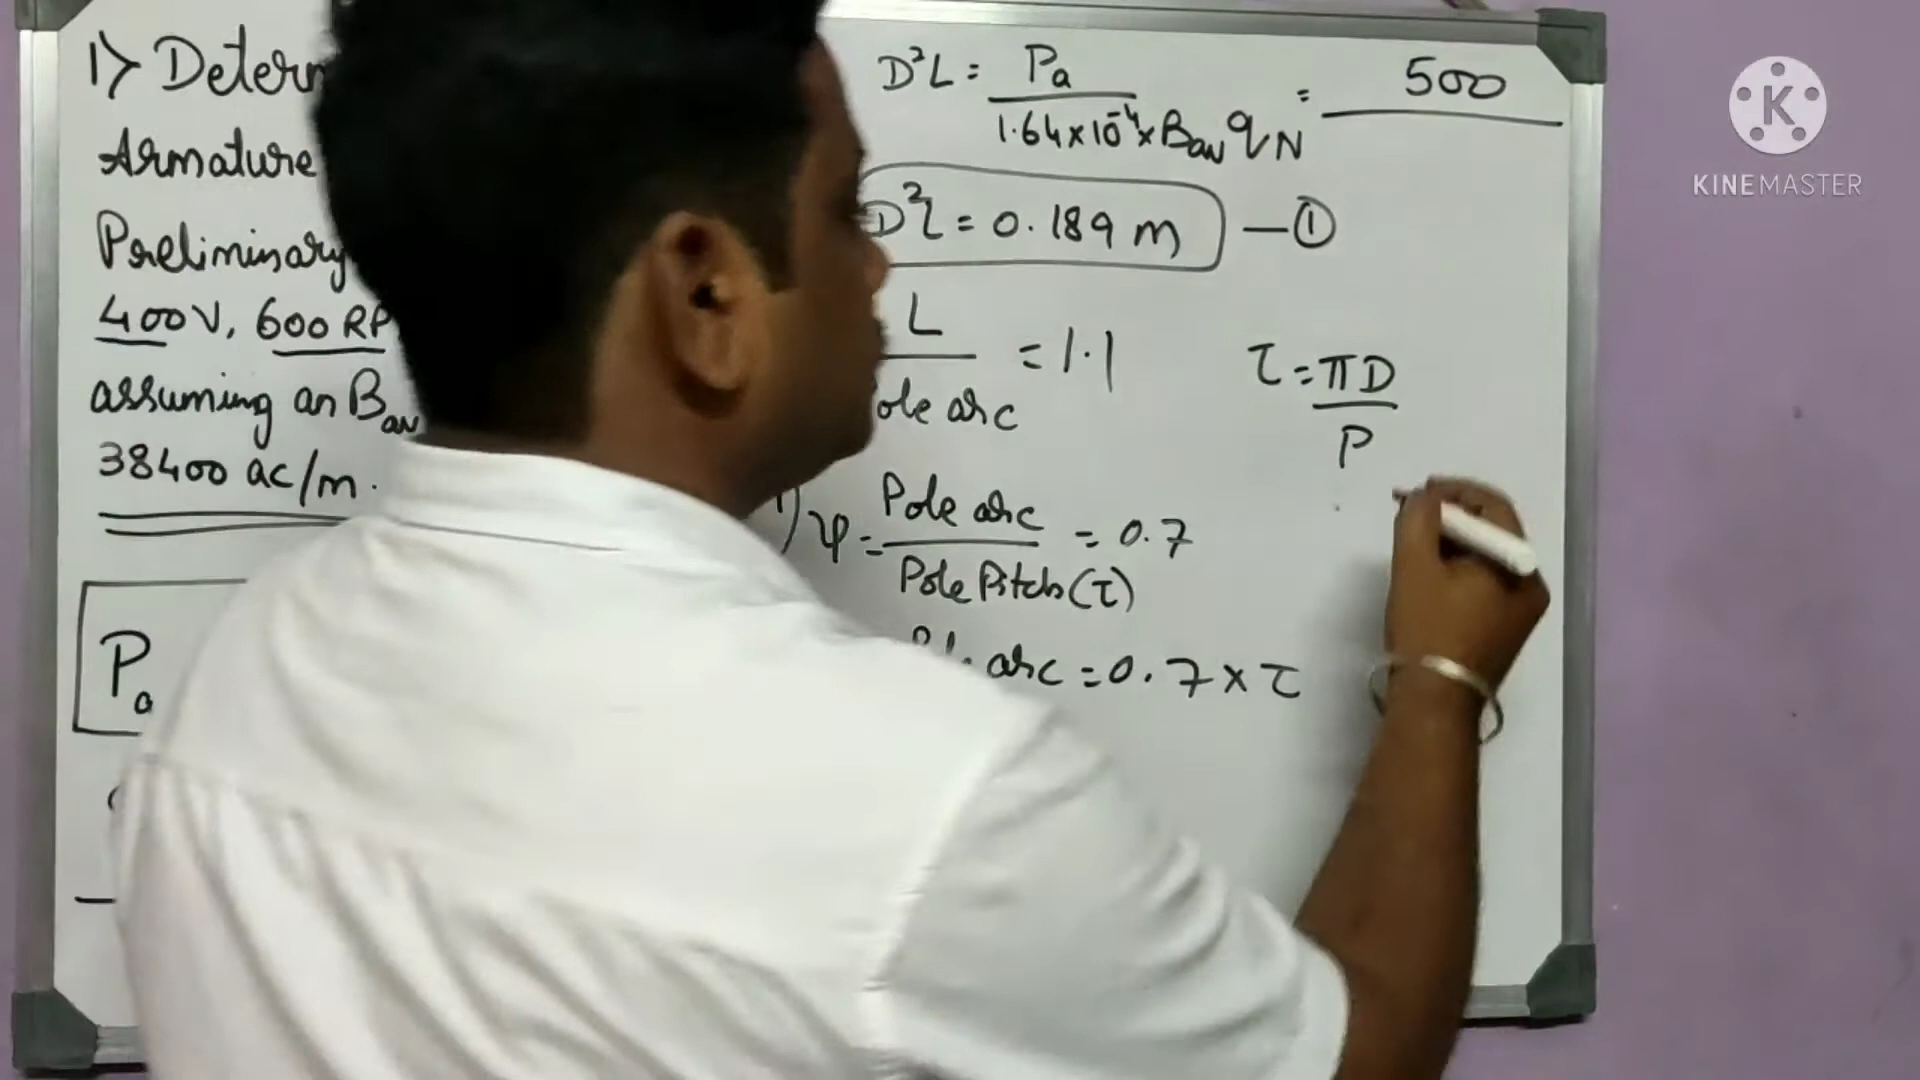 1> Determ
Armature
Preliminary
400V, 600 RP
assuming an Bav
38400 ac/m.
Pa
D²L = Pa / 1.64×10⁻⁴×Bav q N = 500
D²L = 0.189 m — ①
L / ole arc = 1.1
τ = πD / P
ψ = Pole arc / Pole Pitch (τ) = 0.7
arc = 0.7 × τ
K
KINEMASTER